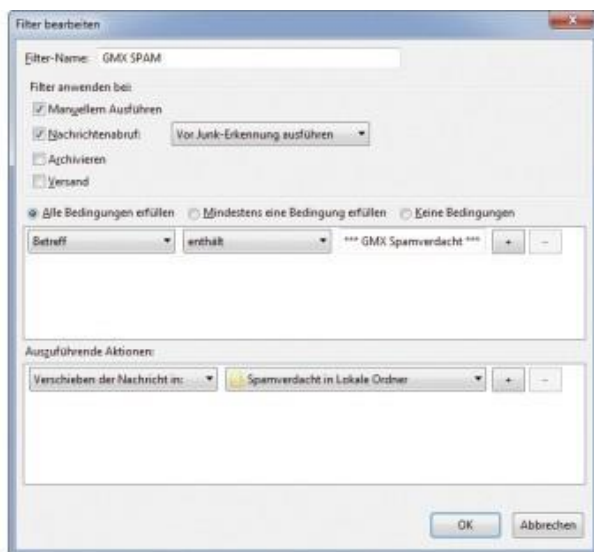 Filter bearbeiten
Filter-Name: GMX SPAM
Filter anwenden bei:
Manuellem Ausführen
Nachrichtenabruf: Vor Junk-Erkennung ausführen
Archivieren
Versand
Alle Bedingungen erfüllen Mindestens eine Bedingung erfüllen Keine Bedingungen
Betreff enthält *** GMX Spamverdacht *** + -
Auszuführende Aktionen:
Verschieben der Nachricht in: Spamverdacht in Lokale Ordner + -
OK Abbrechen